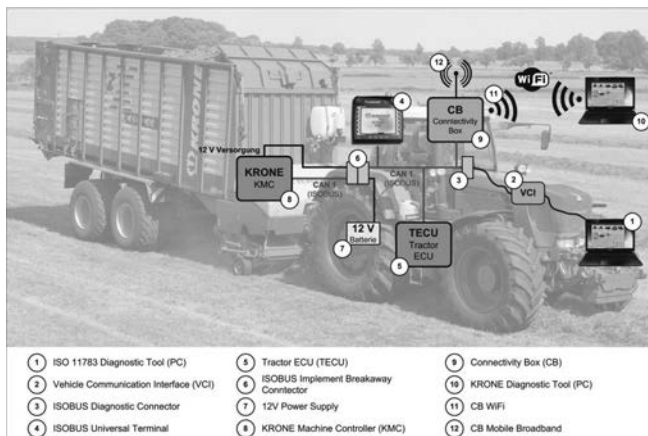 12
11
WiFi
4
CB
Conntectivity
Box
10
12 V Versorgung
6
9
KRONE
KMC
CAN 1
(ISOBUS)
CAN 1
(ISOBUS)
3
2
VCI
8
12 V
Batterie
7
TECU
Tractor
ECU
5
1
KRONE
1 ISO 11783 Diagnostic Tool (PC)
2 Vehicle Communication Interface (VCI)
3 ISOBUS Diagnostic Connector
4 ISOBUS Universal Terminal
5 Tractor ECU (TECU)
6 ISOBUS Implement Breakaway
Conntector
7 12V Power Supply
8 KRONE Machine Controller (KMC)
9 Connectivity Box (CB)
10 KRONE Diagnostic Tool (PC)
11 CB WiFi
12 CB Mobile Broadband